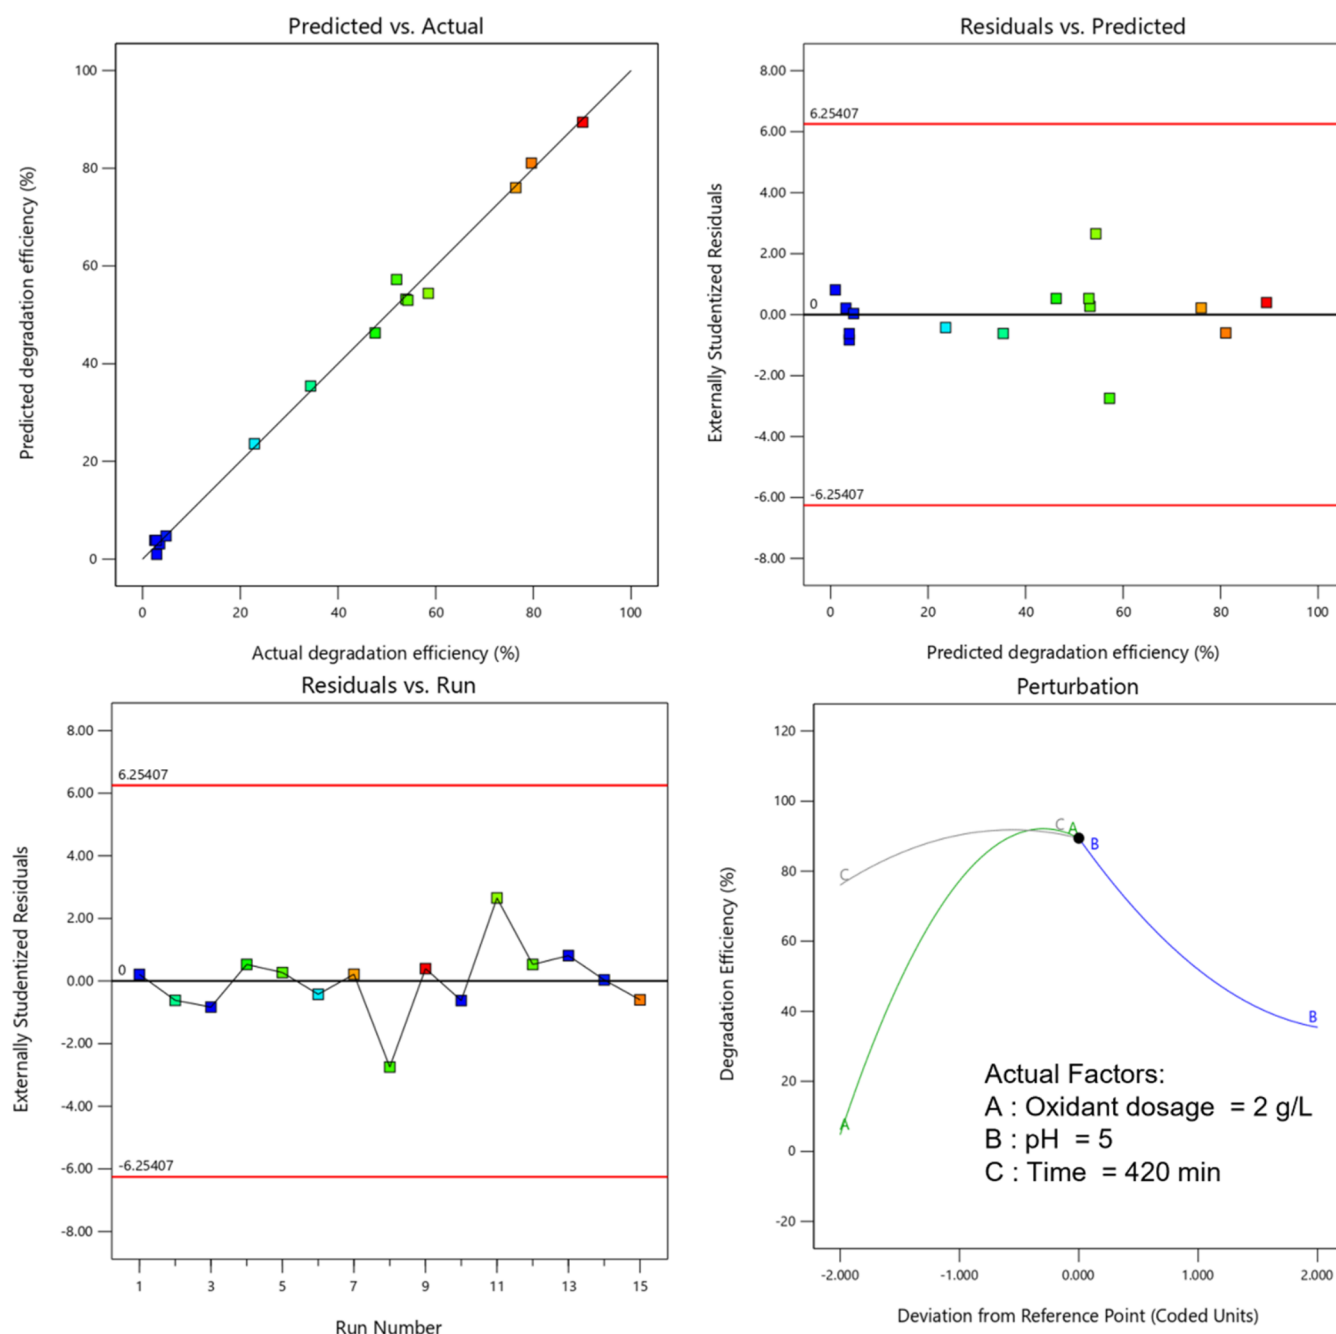 Predicted vs. Actual
100
80
60
40
20
0
0 20 40 60 80 100
Predicted degradation efficiency (%)
Actual degradation efficiency (%)
Residuals vs. Predicted
8.00
6.25407
6.00
4.00
2.00
0
0.00
-2.00
-4.00
-6.25407
-6.00
-8.00
0 20 40 60 80 100
Externally Studentized Residuals
Predicted degradation efficiency (%)
Residuals vs. Run
8.00
6.25407
6.00
4.00
2.00
0
0.00
-2.00
-4.00
-6.25407
-6.00
-8.00
1 3 5 7 9 11 13 15
Externally Studentized Residuals
Run Number
Perturbation
120
100
80
60
40
20
0
-20
C
C
A
B
A
B
Actual Factors:
A : Oxidant dosage = 2 g/L
B : pH = 5
C : Time = 420 min
-2.000 -1.000 0.000 1.000 2.000
Degradation Efficiency (%)
Deviation from Reference Point (Coded Units)